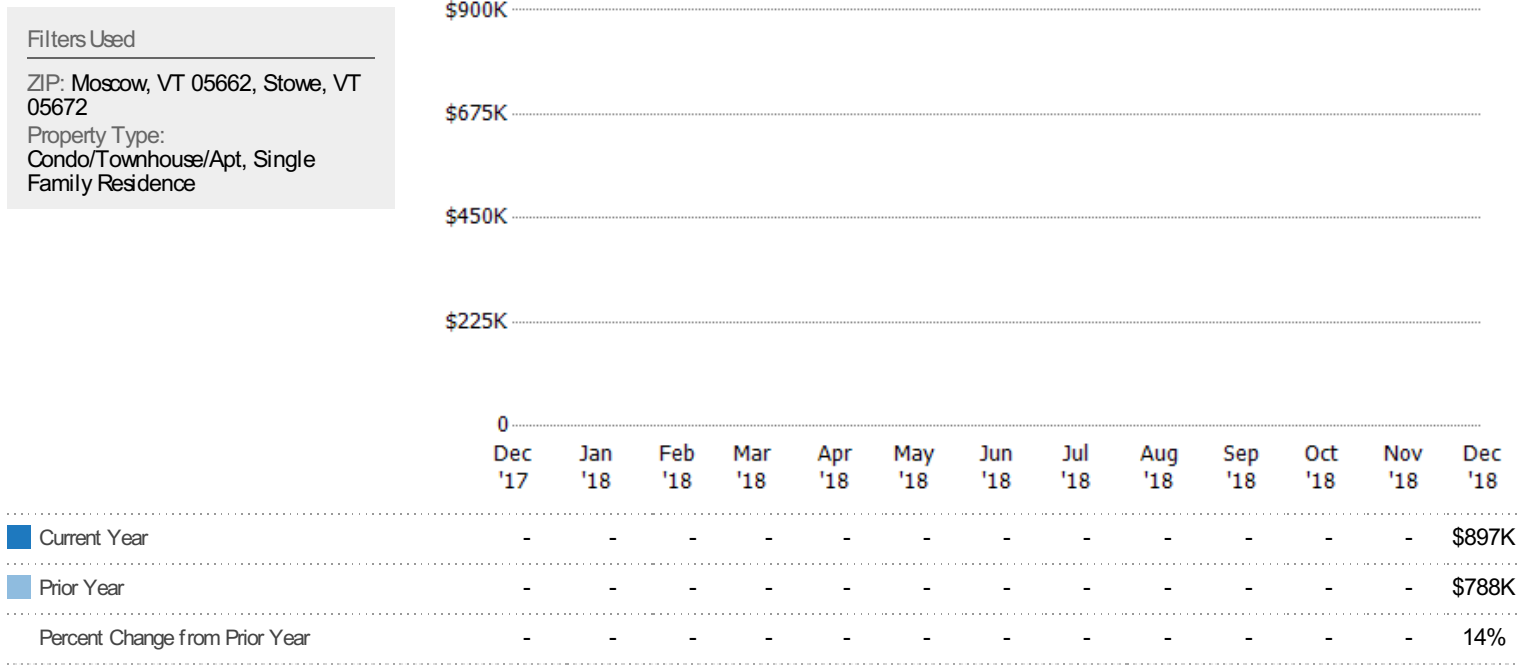 Filters Used
ZIP: Moscow, VT 05662, Stowe, VT
05672
Property Type:
Condo/Townhouse/Apt, Single
Family Residence
$900K
$675K
$450K
$225K
0
Dec Jan Feb Mar Apr May Jun Jul Aug Sep Oct Nov Dec
'17 '18 '18 '18 '18 '18 '18 '18 '18 '18 '18 '18 '18
Current Year - - - - - - - - - - - - $897K
Prior Year - - - - - - - - - - - - $788K
Percent Change from Prior Year - - - - - - - - - - - - 14%